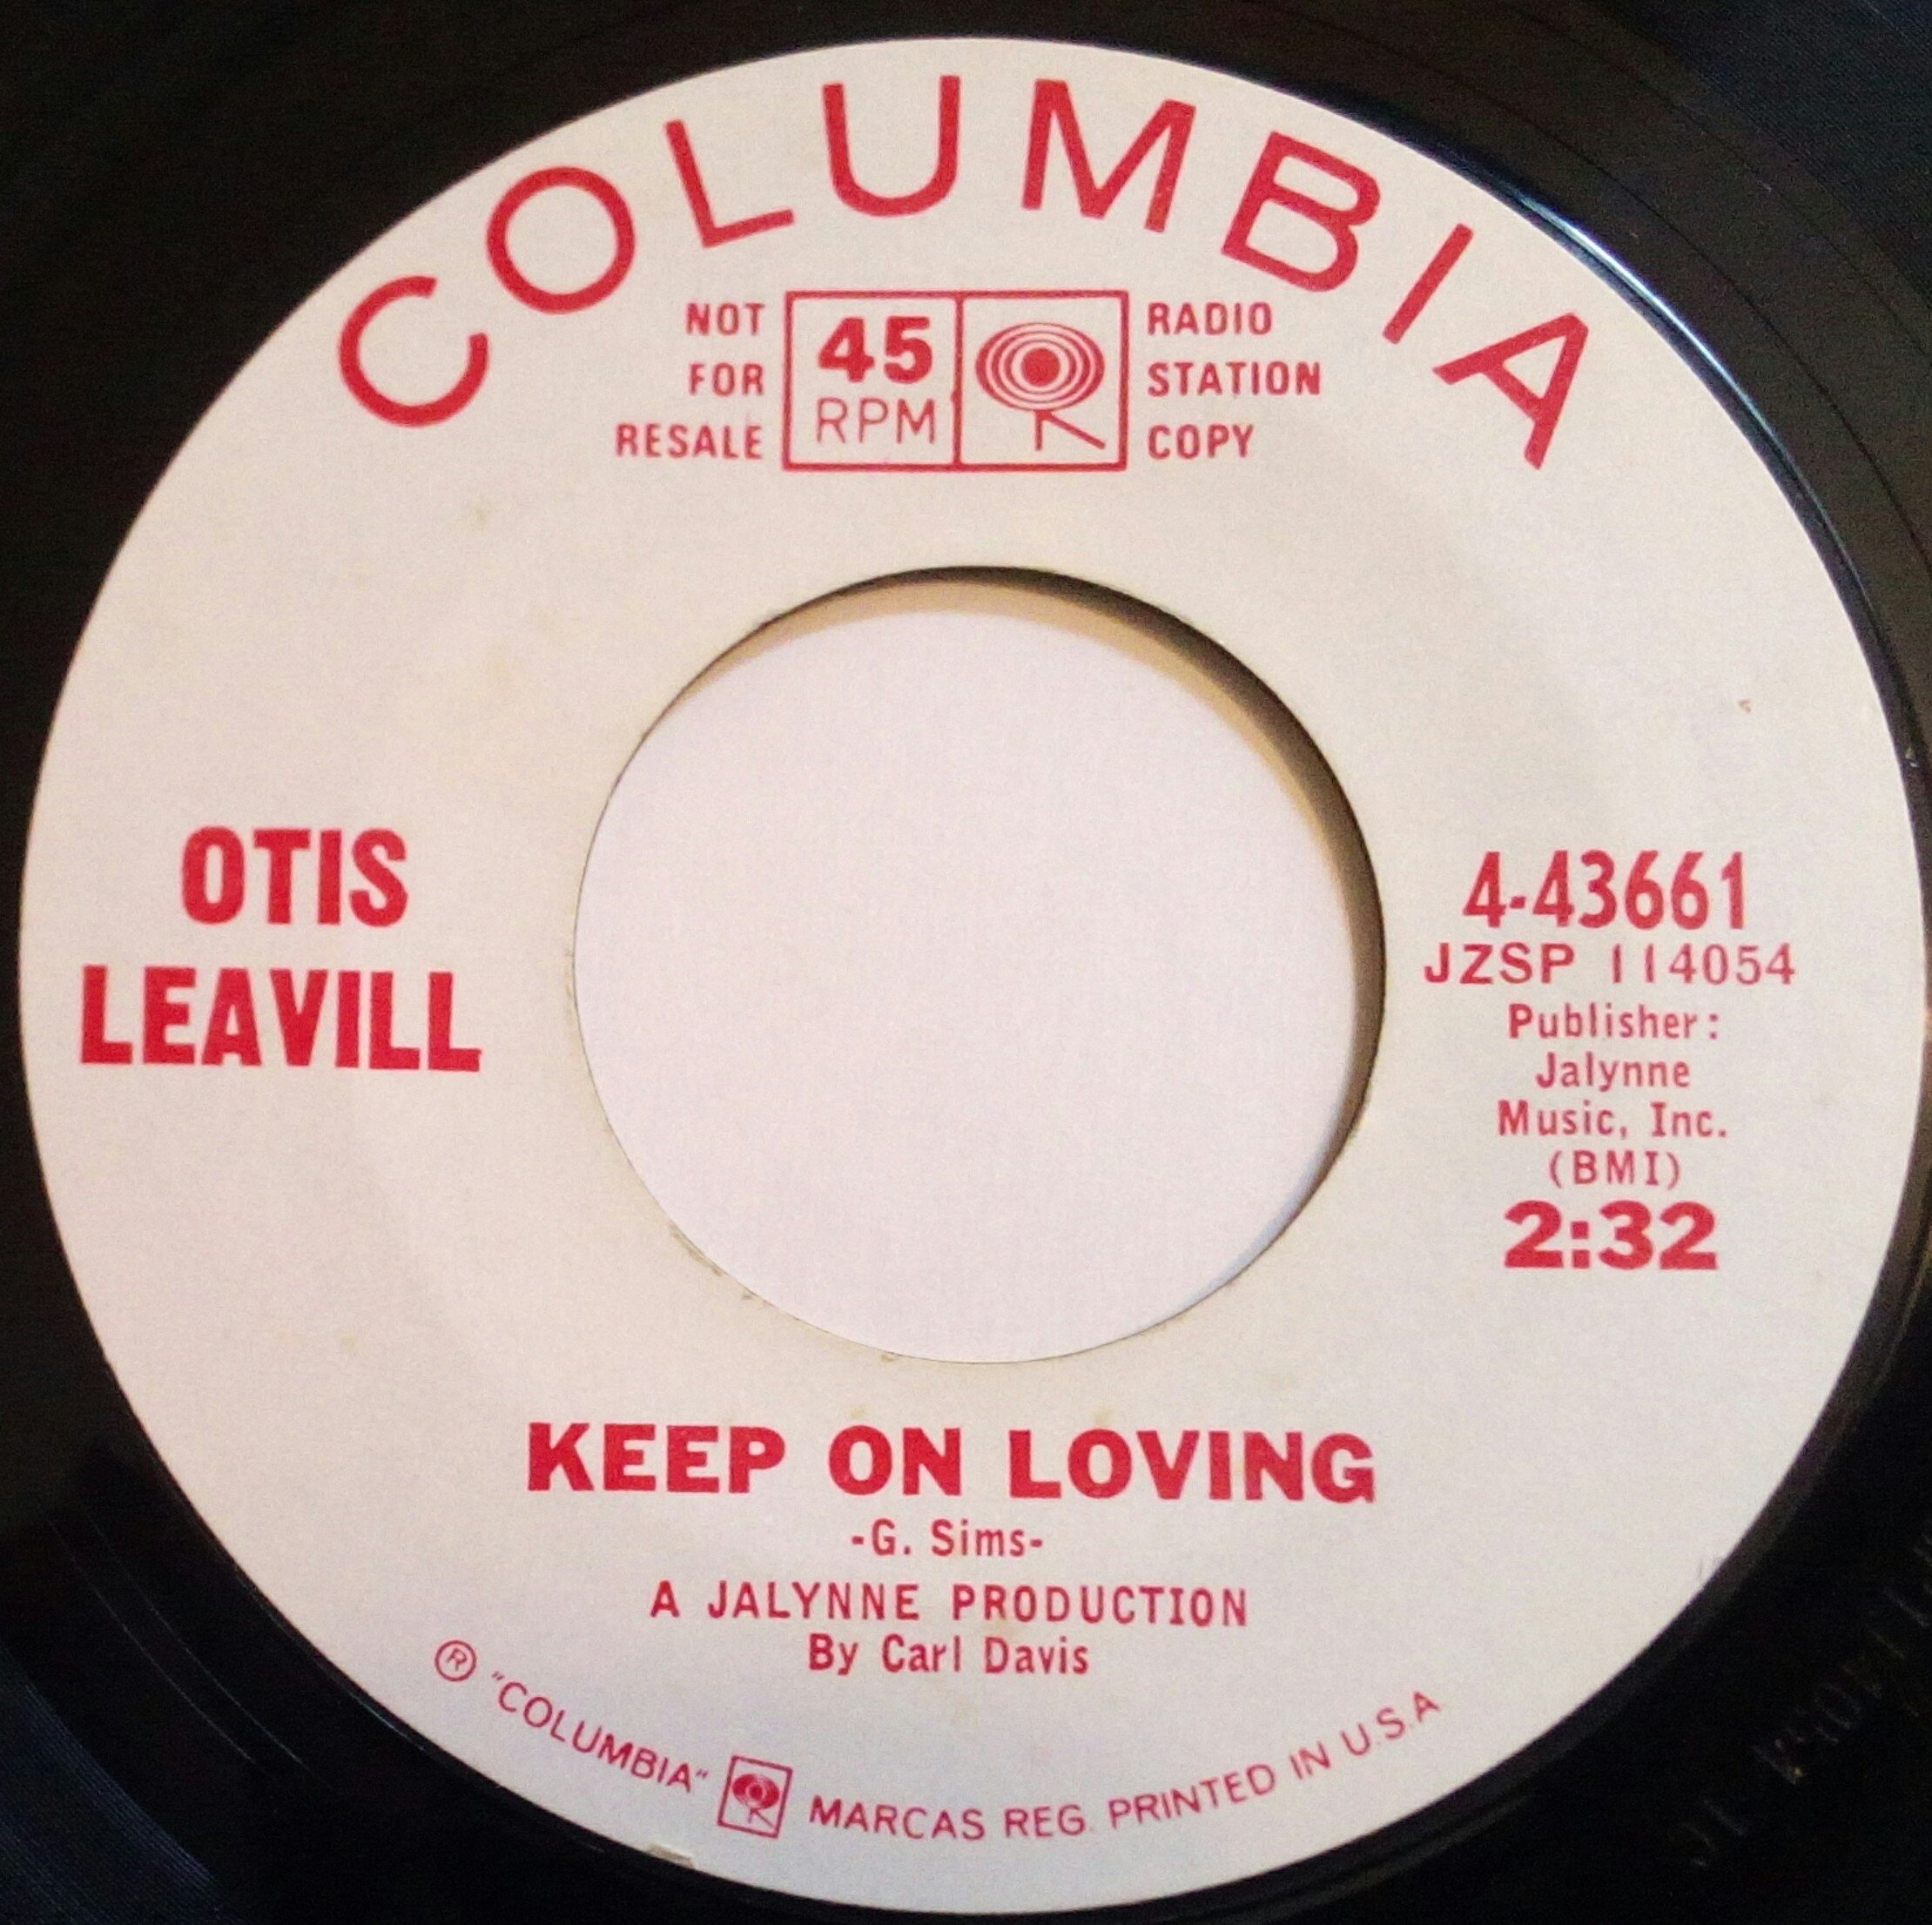 COLUMBIA
NOT
FOR
RESALE
45
RPM
RADIO
STATION
COPY
OTIS
LEAVILL
4-43661
JZSP 114054
Publisher:
Jalynne
Music, Inc.
(BMI)
2:32
KEEP ON LOVING
-G. Sims-
A JALYNNE PRODUCTION
By Carl Davis
® "COLUMBIA" MARCAS REG. PRINTED IN U.S.A